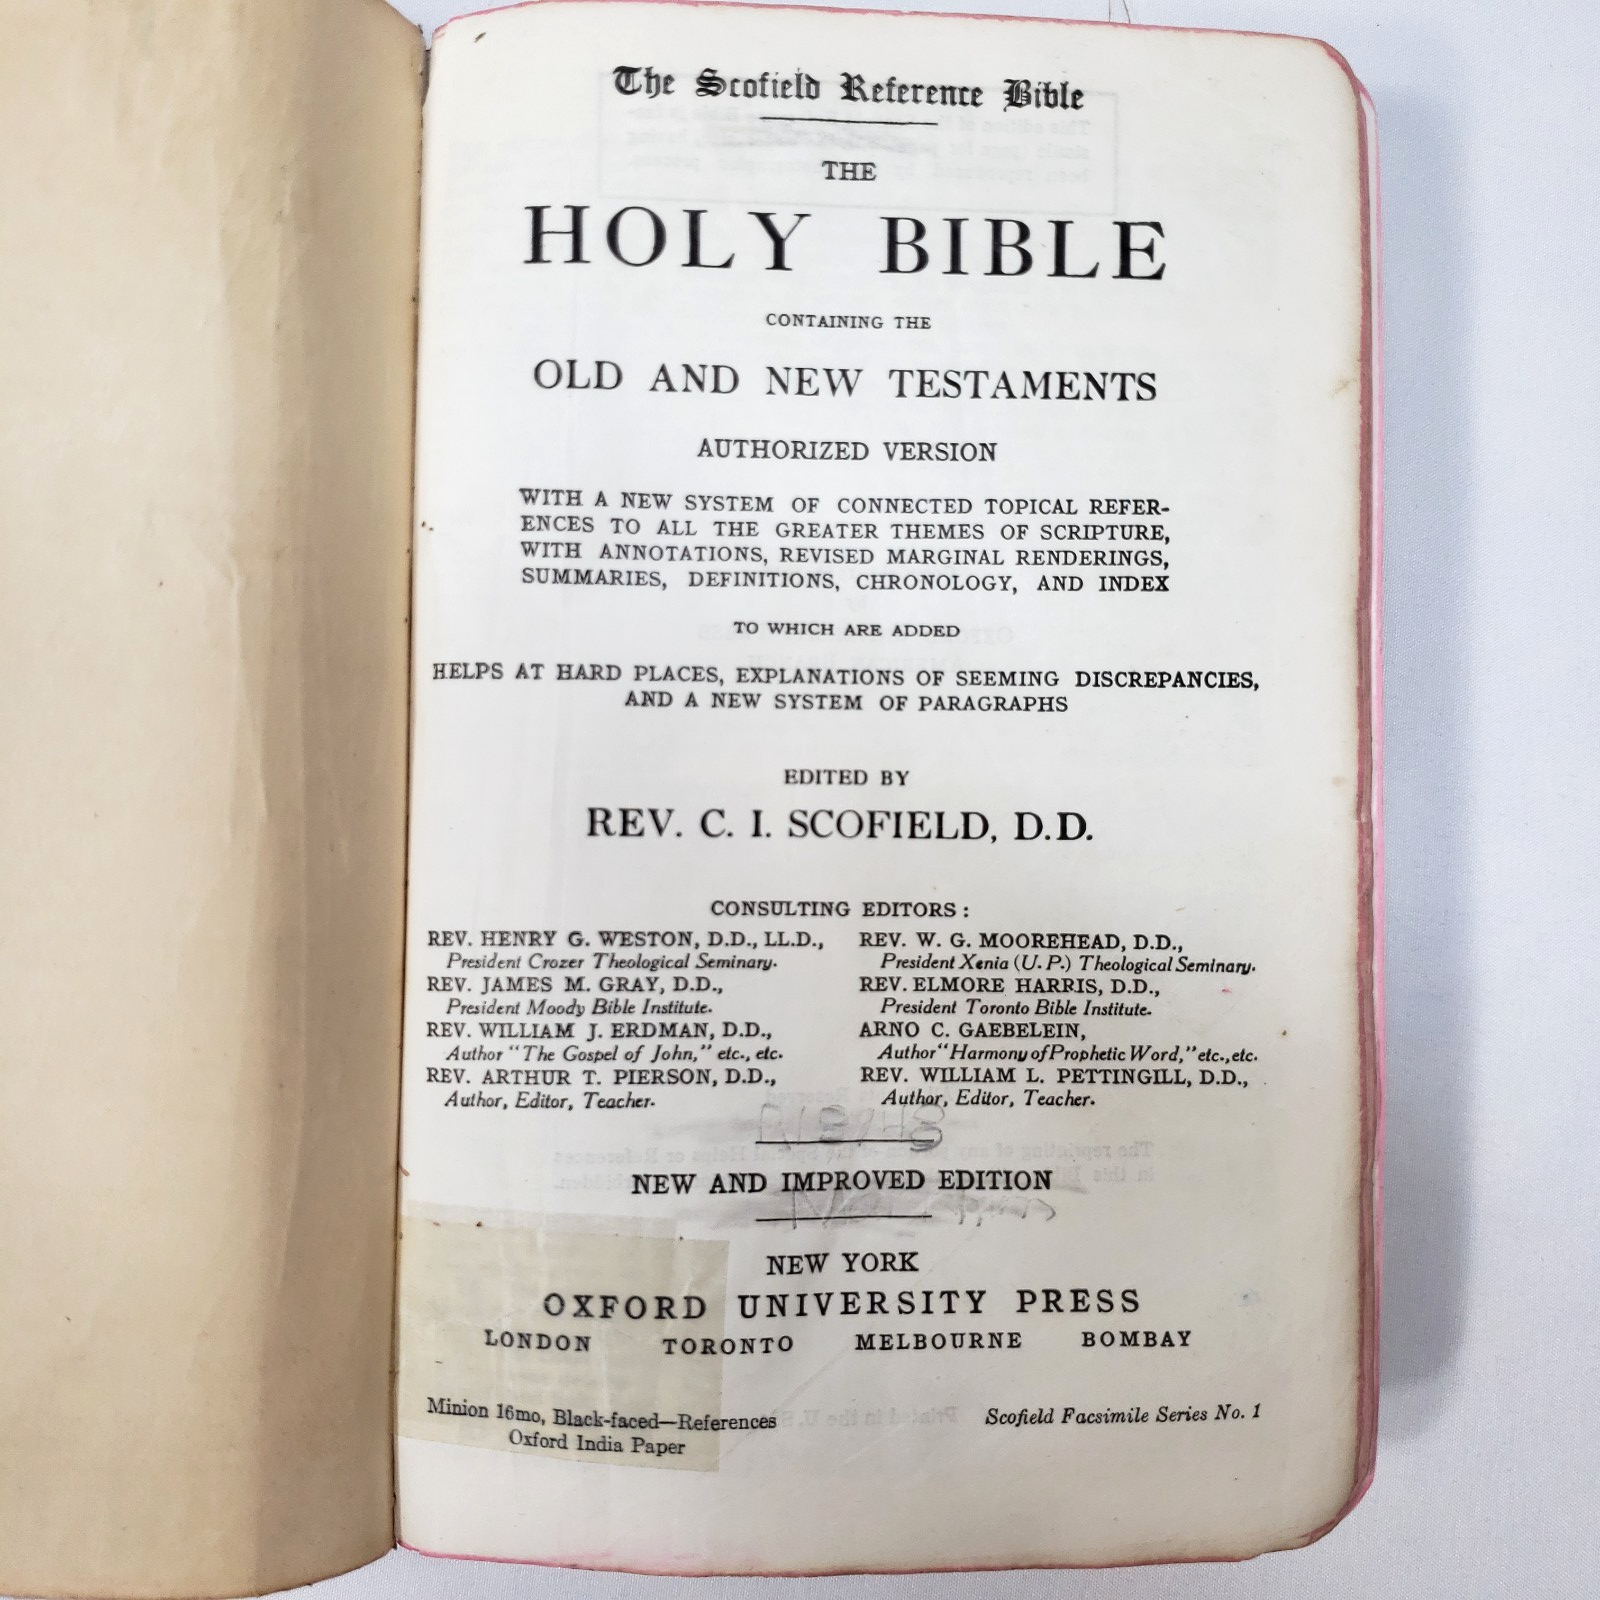 The Scofield Reference Bible
THE
HOLY BIBLE
CONTAINING THE
OLD AND NEW TESTAMENTS
AUTHORIZED VERSION
WITH A NEW SYSTEM OF CONNECTED TOPICAL REFER-
ENCES TO ALL THE GREATER THEMES OF SCRIPTURE,
WITH ANNOTATIONS, REVISED MARGINAL RENDERINGS,
SUMMARIES, DEFINITIONS, CHRONOLOGY, AND INDEX
TO WHICH ARE ADDED
HELPS AT HARD PLACES, EXPLANATIONS OF SEEMING DISCREPANCIES,
AND A NEW SYSTEM OF PARAGRAPHS
EDITED BY
REV. C. I. SCOFIELD, D.D.
CONSULTING EDITORS:
REV. HENRY G. WESTON, D.D., LL.D.,
President Crozer Theological Seminary.
REV. JAMES M. GRAY, D.D.,
President Moody Bible Institute.
REV. WILLIAM J. ERDMAN, D.D.,
Author "The Gospel of John," etc., etc.
REV. ARTHUR T. PIERSON, D.D.,
Author, Editor, Teacher.
REV. W. G. MOOREHEAD, D.D.,
President Xenia (U. P.) Theological Seminary.
REV. ELMORE HARRIS, D.D.,
President Toronto Bible Institute.
ARNO C. GAEBELEIN,
Author "Harmony of Prophetic Word," etc., etc.
REV. WILLIAM L. PETTINGILL, D.D.,
Author, Editor, Teacher.
NEW AND IMPROVED EDITION
NEW YORK
OXFORD UNIVERSITY PRESS
LONDON TORONTO MELBOURNE BOMBAY
Minion 16mo, Black-faced—References
Oxford India Paper
Scofield Facsimile Series No. 1